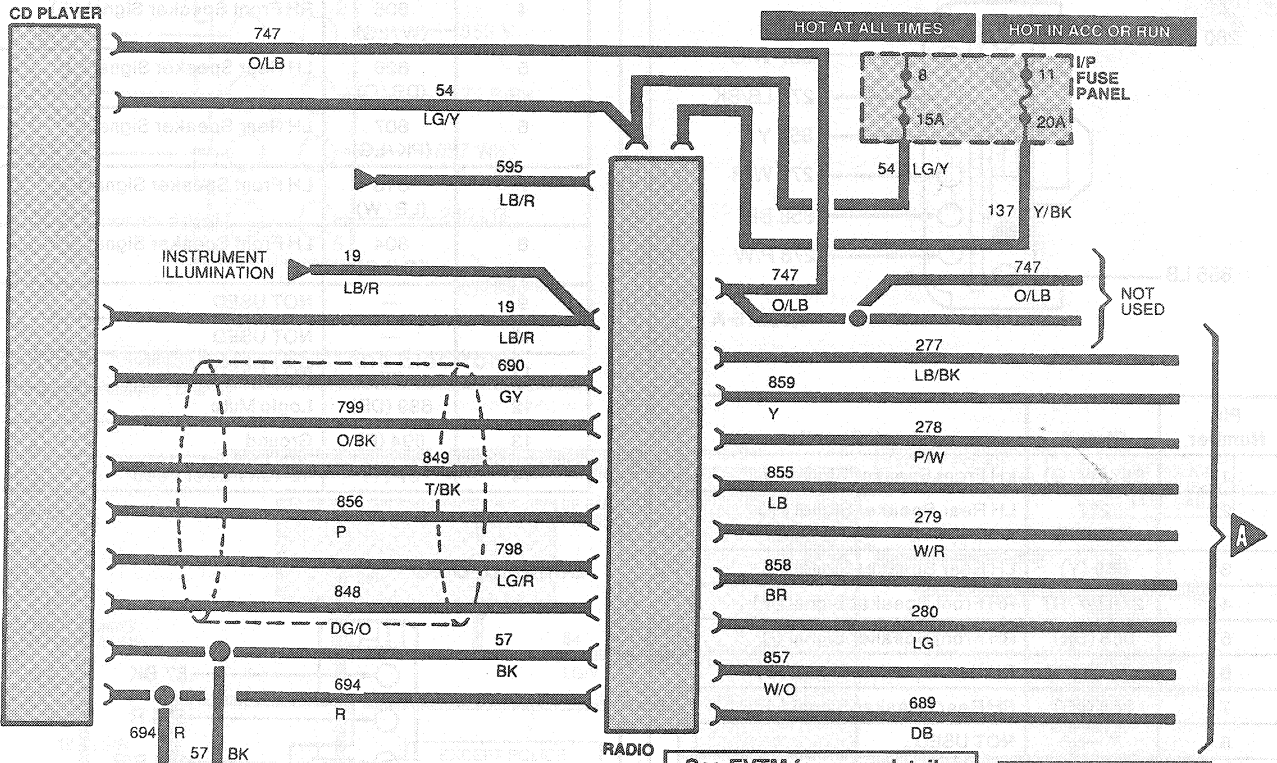 CD PLAYER
747
O/LB
HOT AT ALL TIMES
HOT IN ACC OR RUN
8
11
I/P
FUSE
PANEL
15A
20A
54
LG/Y
54
LG/Y
137
Y/BK
595
LB/R
INSTRUMENT
ILLUMINATION
19
LB/R
747
O/LB
747
O/LB
NOT
USED
19
LB/R
277
LB/BK
690
GY
859
Y
799
O/BK
278
P/W
849
T/BK
855
LB
856
P
279
W/R
A
798
LG/R
858
BR
848
DG/O
280
LG
57
BK
857
W/O
694
R
689
DB
694
R
57
BK
RADIO